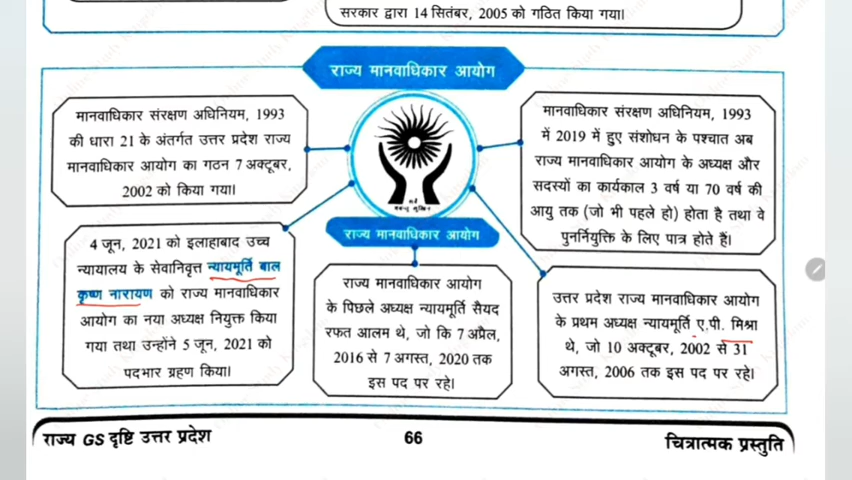 सरकार द्वारा 14 सितंबर, 2005 को गठित किया गया।
राज्य मानवाधिकार आयोग
मानवाधिकार संरक्षण अधिनियम, 1993
की धारा 21 के अंतर्गत उत्तर प्रदेश राज्य
मानवाधिकार आयोग का गठन 7 अक्टूबर,
2002 को किया गया।
मानवाधिकार संरक्षण अधिनियम, 1993
में 2019 में हुए संशोधन के पश्चात अब
राज्य मानवाधिकार आयोग के अध्यक्ष और
सदस्यों का कार्यकाल 3 वर्ष या 70 वर्ष की
आयु तक (जो भी पहले हो) होता है तथा वे
पुनर्नियुक्ति के लिए पात्र होते हैं।
राज्य मानवाधिकार आयोग
4 जून, 2021 को इलाहाबाद उच्च
न्यायालय के सेवानिवृत्त न्यायमूर्ति बाल
कृष्ण नारायण को राज्य मानवाधिकार
आयोग का नया अध्यक्ष नियुक्त किया
गया तथा उन्होंने 5 जून, 2021 को
पदभार ग्रहण किया।
राज्य मानवाधिकार आयोग
के पिछले अध्यक्ष न्यायमूर्ति सैयद
रफत आलम थे, जो कि 7 अप्रैल,
2016 से 7 अगस्त, 2020 तक
इस पद पर रहे।
उत्तर प्रदेश राज्य मानवाधिकार आयोग
के प्रथम अध्यक्ष न्यायमूर्ति ए.पी. मिश्रा
थे, जो 10 अक्टूबर, 2002 से 31
अगस्त, 2006 तक इस पद पर रहे।
राज्य GS दृष्टि उत्तर प्रदेश
66
चित्रात्मक प्रस्तुति